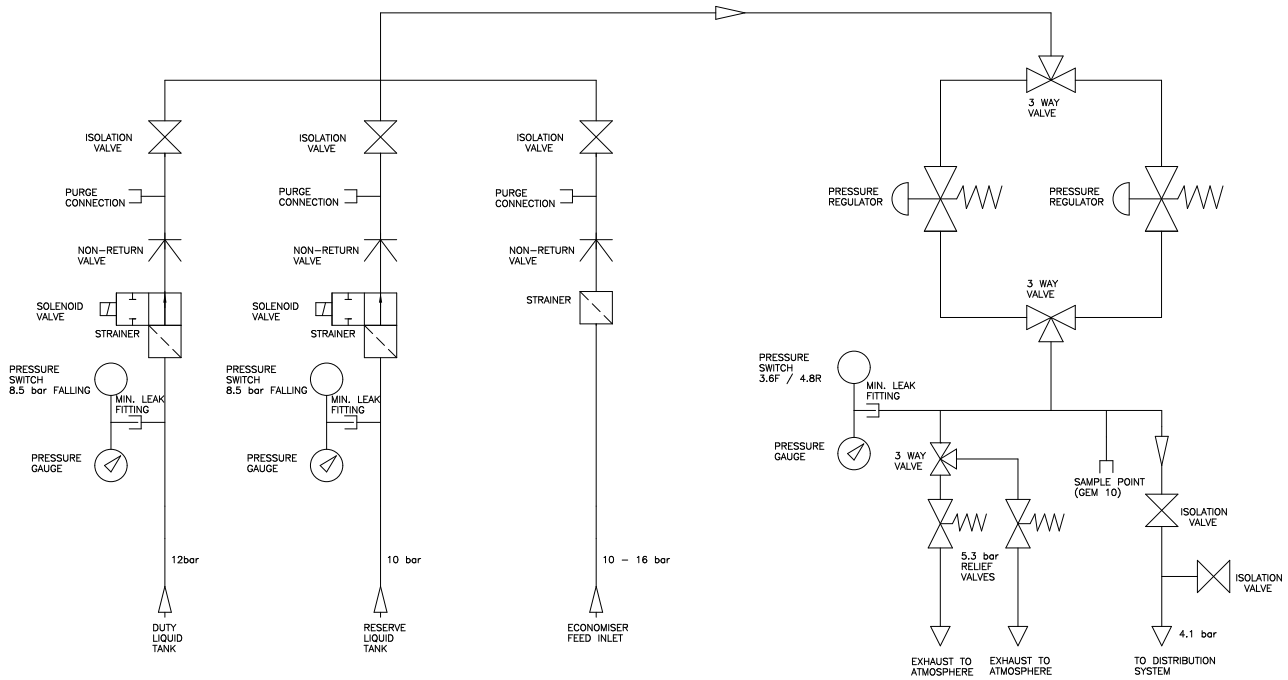 3 WAY
VALVE
ISOLATION
VALVE
ISOLATION
VALVE
ISOLATION
VALVE
PURGE
CONNECTION
PURGE
CONNECTION
PURGE
CONNECTION
PRESSURE
REGULATOR
PRESSURE
REGULATOR
NON-RETURN
VALVE
NON-RETURN
VALVE
NON-RETURN
VALVE
SOLENOID
VALVE
STRAINER
SOLENOID
VALVE
STRAINER
STRAINER
3 WAY
VALVE
PRESSURE
SWITCH
8.5 bar FALLING
MIN. LEAK
FITTING
PRESSURE
GAUGE
PRESSURE
SWITCH
8.5 bar FALLING
MIN. LEAK
FITTING
PRESSURE
GAUGE
PRESSURE
SWITCH
3.6F / 4.8R
MIN. LEAK
FITTING
PRESSURE
GAUGE
3 WAY
VALVE
SAMPLE POINT
(GEM 10)
ISOLATION
VALVE
12bar
10 bar
10 - 16 bar
5.3 bar
RELIEF
VALVES
ISOLATION
VALVE
DUTY
LIQUID
TANK
RESERVE
LIQUID
TANK
ECONOMISER
FEED INLET
4.1 bar
EXHAUST TO
ATMOSPHERE
EXHAUST TO
ATMOSPHERE
TO DISTRIBUTION
SYSTEM